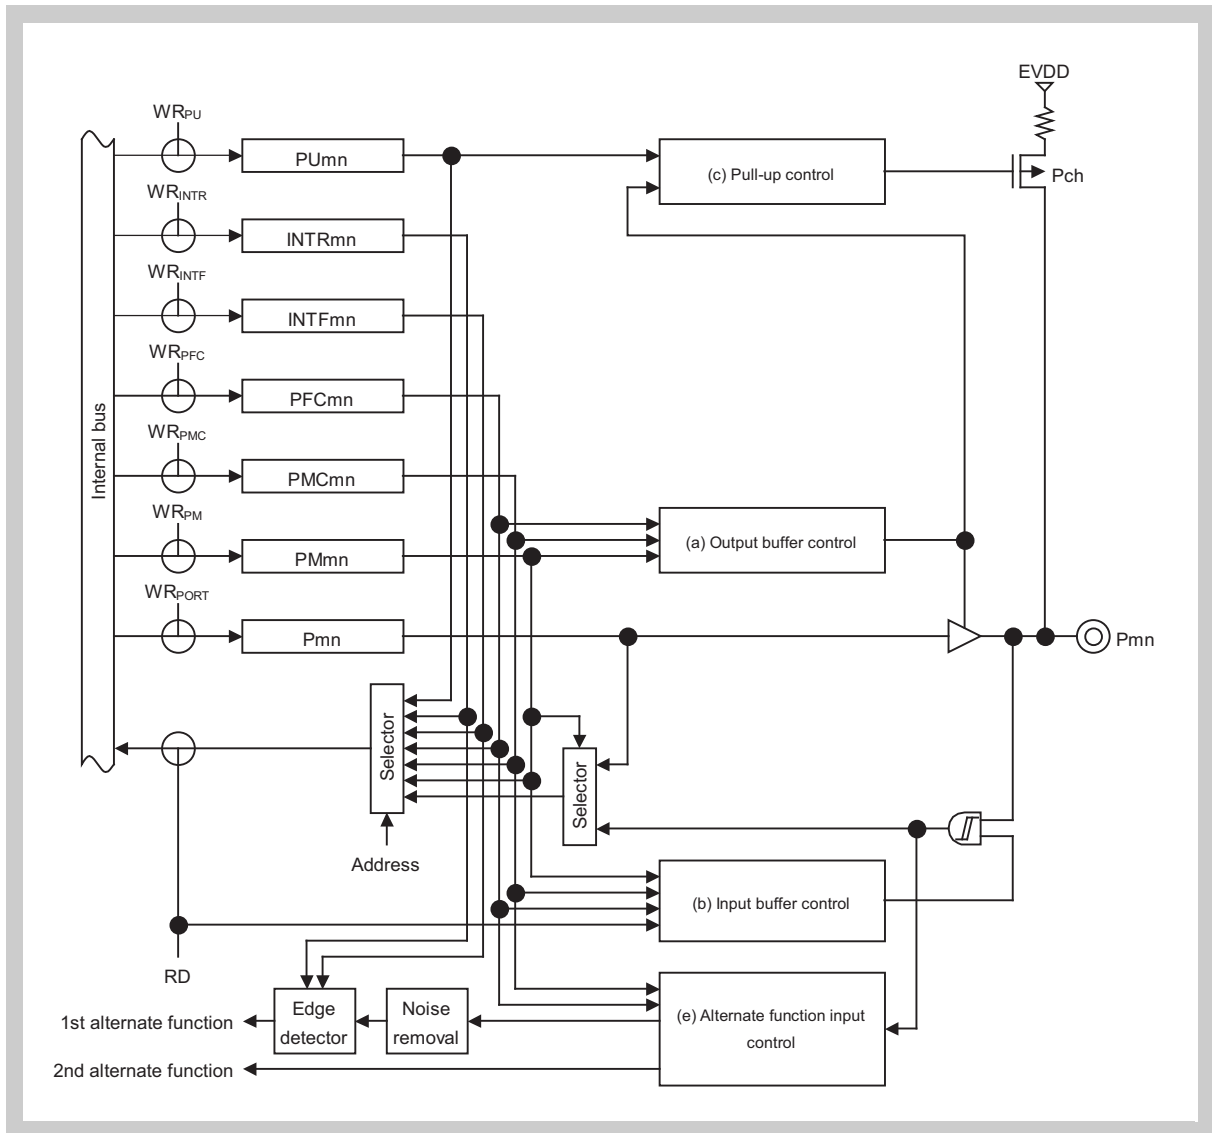 EVDD
WRPU
PUmn
(c) Pull-up control
Pch
WRINTR
INTRmn
WRINTF
INTFmn
WRPFC
PFCmn
Internal bus
WRPMC
PMCmn
WRPM
PMmn
(a) Output buffer control
WRPORT
Pmn
Pmn
Selector
Selector
Address
(b) Input buffer control
RD
1st alternate function
Edge
detector
Noise
removal
(e) Alternate function input
control
2nd alternate function